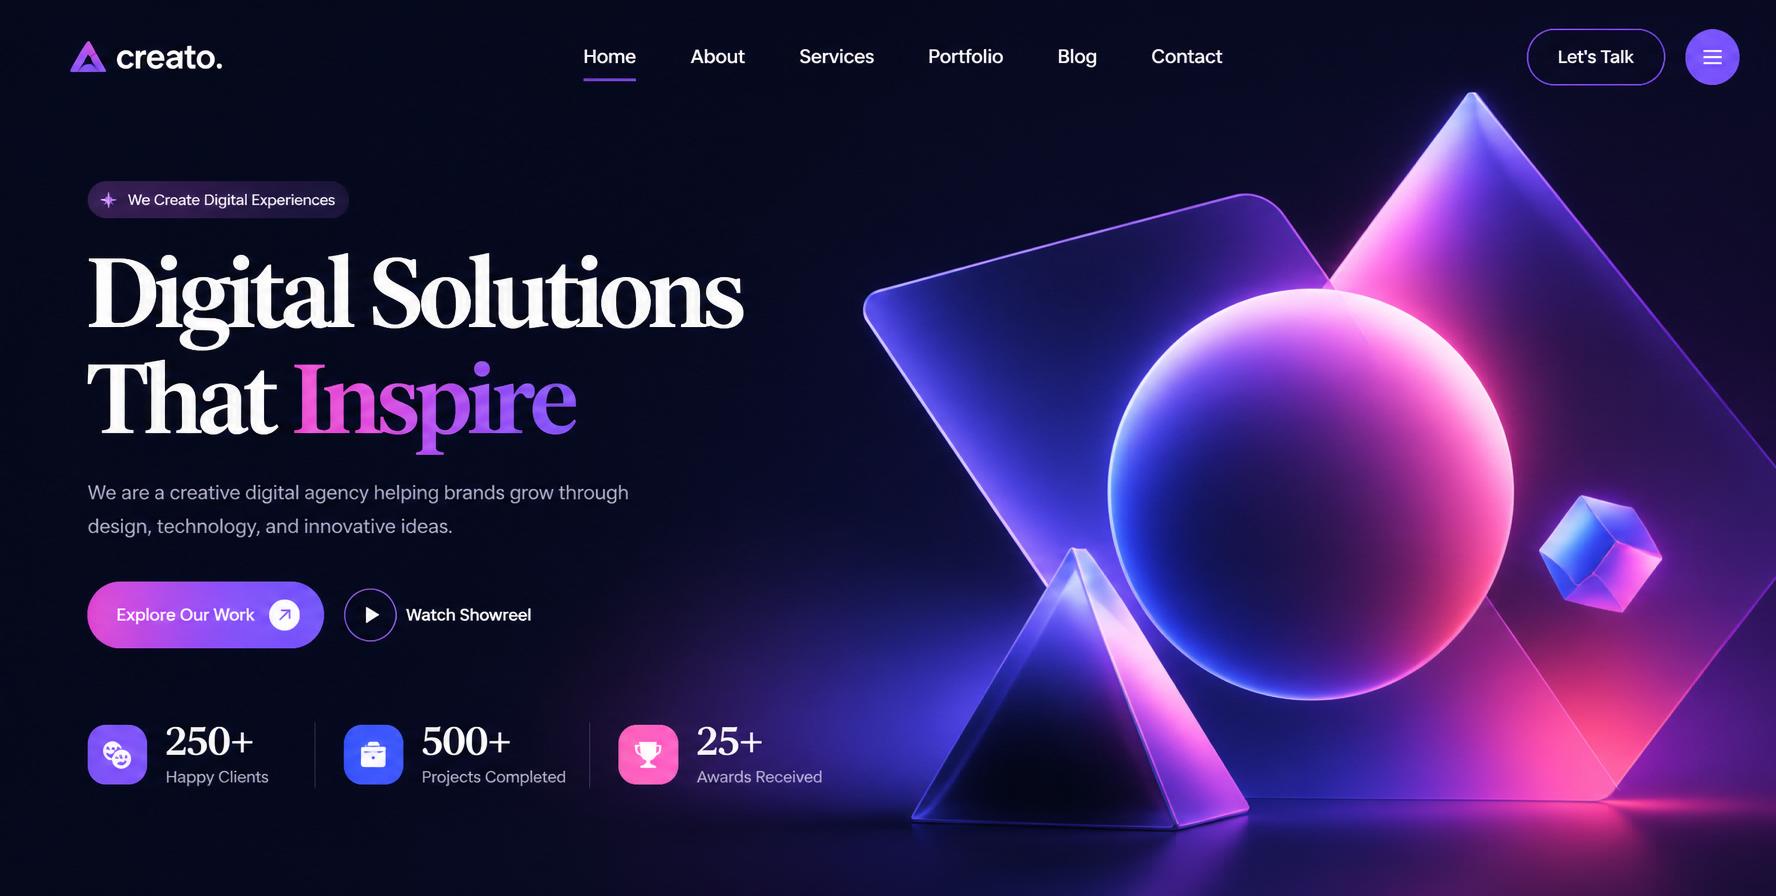 creato.
Home About Services Portfolio Blog Contact
Let's Talk
We Create Digital Experiences
Digital Solutions
That Inspire
We are a creative digital agency helping brands grow through
design, technology, and innovative ideas.
Explore Our Work
Watch Showreel
250+
Happy Clients
500+
Projects Completed
25+
Awards Received